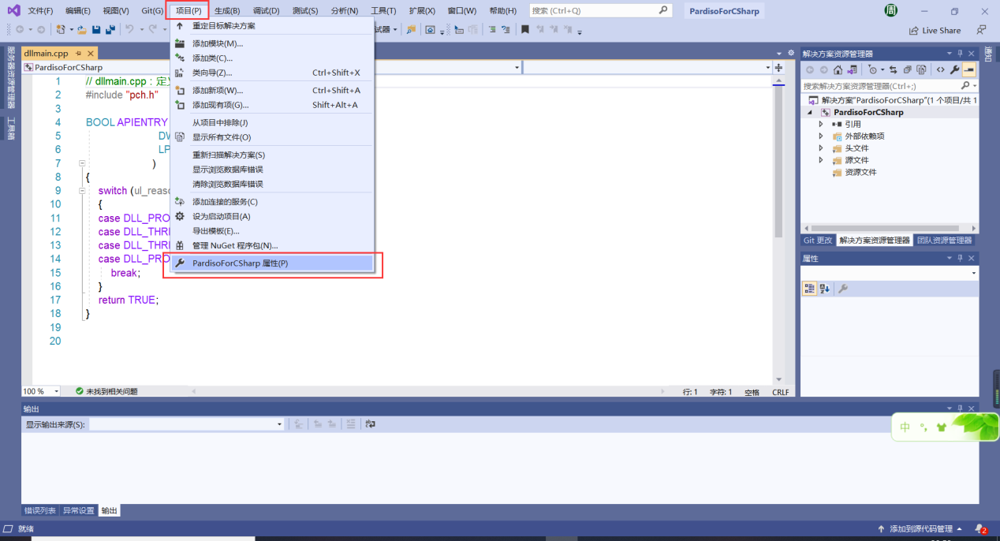 文件(F) 编辑(E) 视图(V) Git(G) 项目(P) 生成(B) 调试(D) 测试(S) 分析(N) 工具(T) 扩展(X) 窗口(W) 帮助(H) 搜索 (Ctrl+Q) PardisoForCSharp 周
试器 Live Share
重定目标解决方案
添加模块(M)...
添加类(C)...
类向导(Z)... Ctrl+Shift+X
添加新项(W)... Ctrl+Shift+A
添加现有项(G)... Shift+Alt+A
从项目中排除(J)
显示所有文件(O)
重新扫描解决方案(S)
显示浏览数据库错误
清除浏览数据库错误
添加连接的服务(C)
设为启动项目(A)
导出模板(E)...
管理 NuGet 程序包(N)...
PardisoForCSharp 属性(P)
服务器资源管理器
工具箱
dllmain.cpp
PardisoForCSharp
1 // dllmain.cpp : 定义
2 #include "pch.h"
3
4 BOOL APIENTRY
5 DW
6 LP
7 )
8 {
9 switch (ul_reaso
10 {
11 case DLL_PRO
12 case DLL_THRE
13 case DLL_THRE
14 case DLL_PRO
15 break;
16 }
17 return TRUE;
18 }
19
20
100 % 未找到相关问题 行: 1 字符: 1 空格 CRLF
解决方案资源管理器
搜索解决方案资源管理器(Ctrl+;)
解决方案"PardisoForCSharp"(1 个项目/共 1
PardisoForCSharp
引用
外部依赖项
头文件
源文件
资源文件
Git 更改 解决方案资源管理器 团队资源管理器
属性
通知
输出
显示输出来源(S):
中 °,
错误列表 异常设置 输出
就绪 添加到源代码管理 2